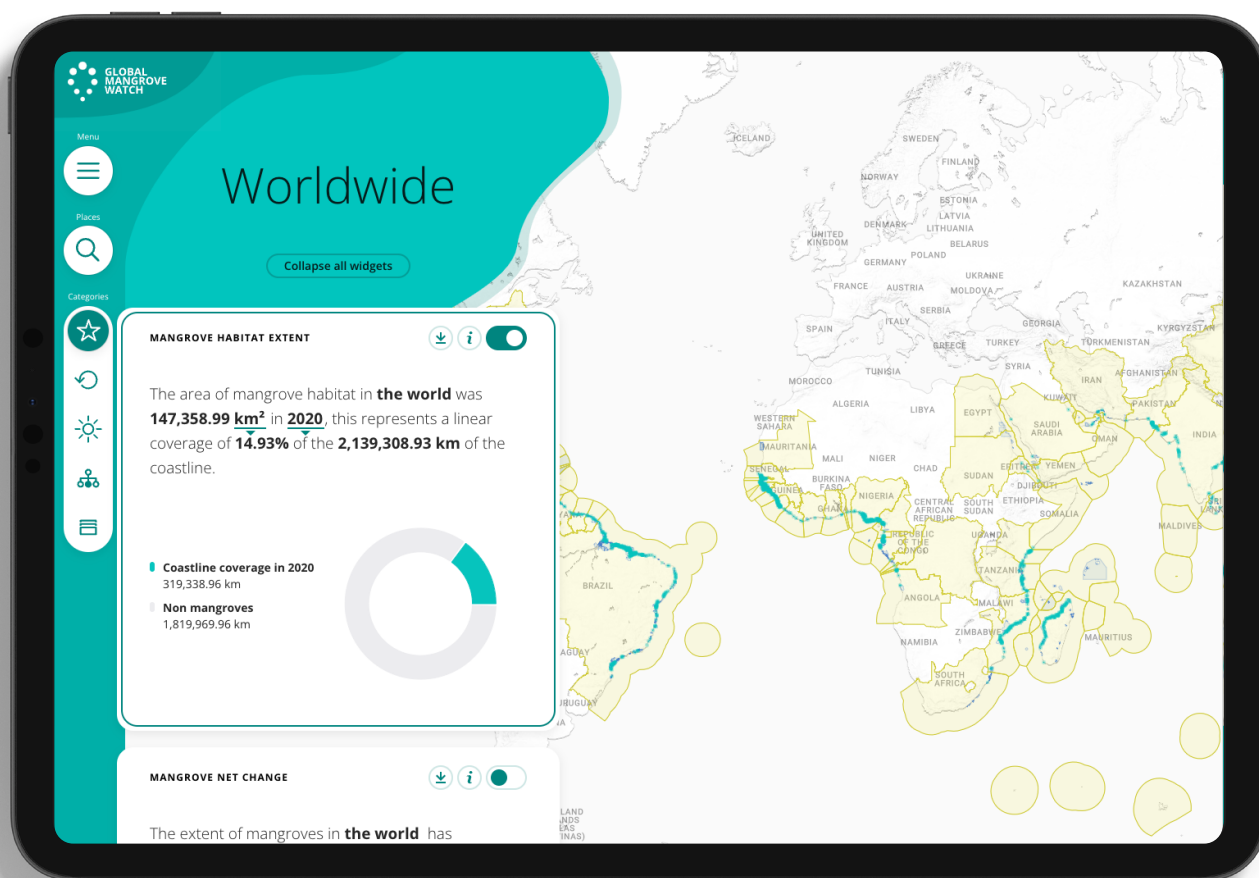 GLOBAL
MANGROVE
WATCH
Menu
Places
Categories
Worldwide
Collapse all widgets
MANGROVE HABITAT EXTENT
The area of mangrove habitat in the world was
147,358.99 km² in 2020, this represents a linear
coverage of 14.93% of the 2,139,308.93 km of the
coastline.
Coastline coverage in 2020
319,338.96 km
Non mangroves
1,819,969.96 km
MANGROVE NET CHANGE
The extent of mangroves in the world has
ICELAND
SWEDEN
FINLAND
NORWAY
ESTONIA
LATVIA
DENMARK
LITHUANIA
UNITED
KINGDOM
BELARUS
POLAND
GERMANY
UKRAINE
FRANCE
AUSTRIA
MOLDOVA
KAZAKHSTAN
SERBIA
ITALY
GEORGIA
KYRGYZSTAN
SPAIN
GREECE
TURKEY
TURKMENISTAN
SYRIA
TUNISIA
AFGHANISTAN
MOROCCO
IRAN
KUWAIT
ALGERIA
LIBYA
EGYPT
PAKISTAN
WESTERN
SAHARA
SAUDI
ARABIA
OMAN
INDIA
MAURITANIA
MALI
NIGER
CHAD
SUDAN
ERITREA
YEMEN
SENEGAL
BURKINA
FASO
DJIBOUTI
GUINEA
NIGERIA
CENTRAL
AFRICAN
REPUBLIC
SOUTH
SUDAN
ETHIOPIA
GHANA
SOMALIA
MALDIVES
REPUBLIC
OF THE
CONGO
UGANDA
BRAZIL
TANZANIA
ANGOLA
MALAWI
NAMIBIA
ZIMBABWE
MAURITIUS
AGUAY
SOUTH
AFRICA
URUGUAY
LAND
NDS
LAS
INAS)